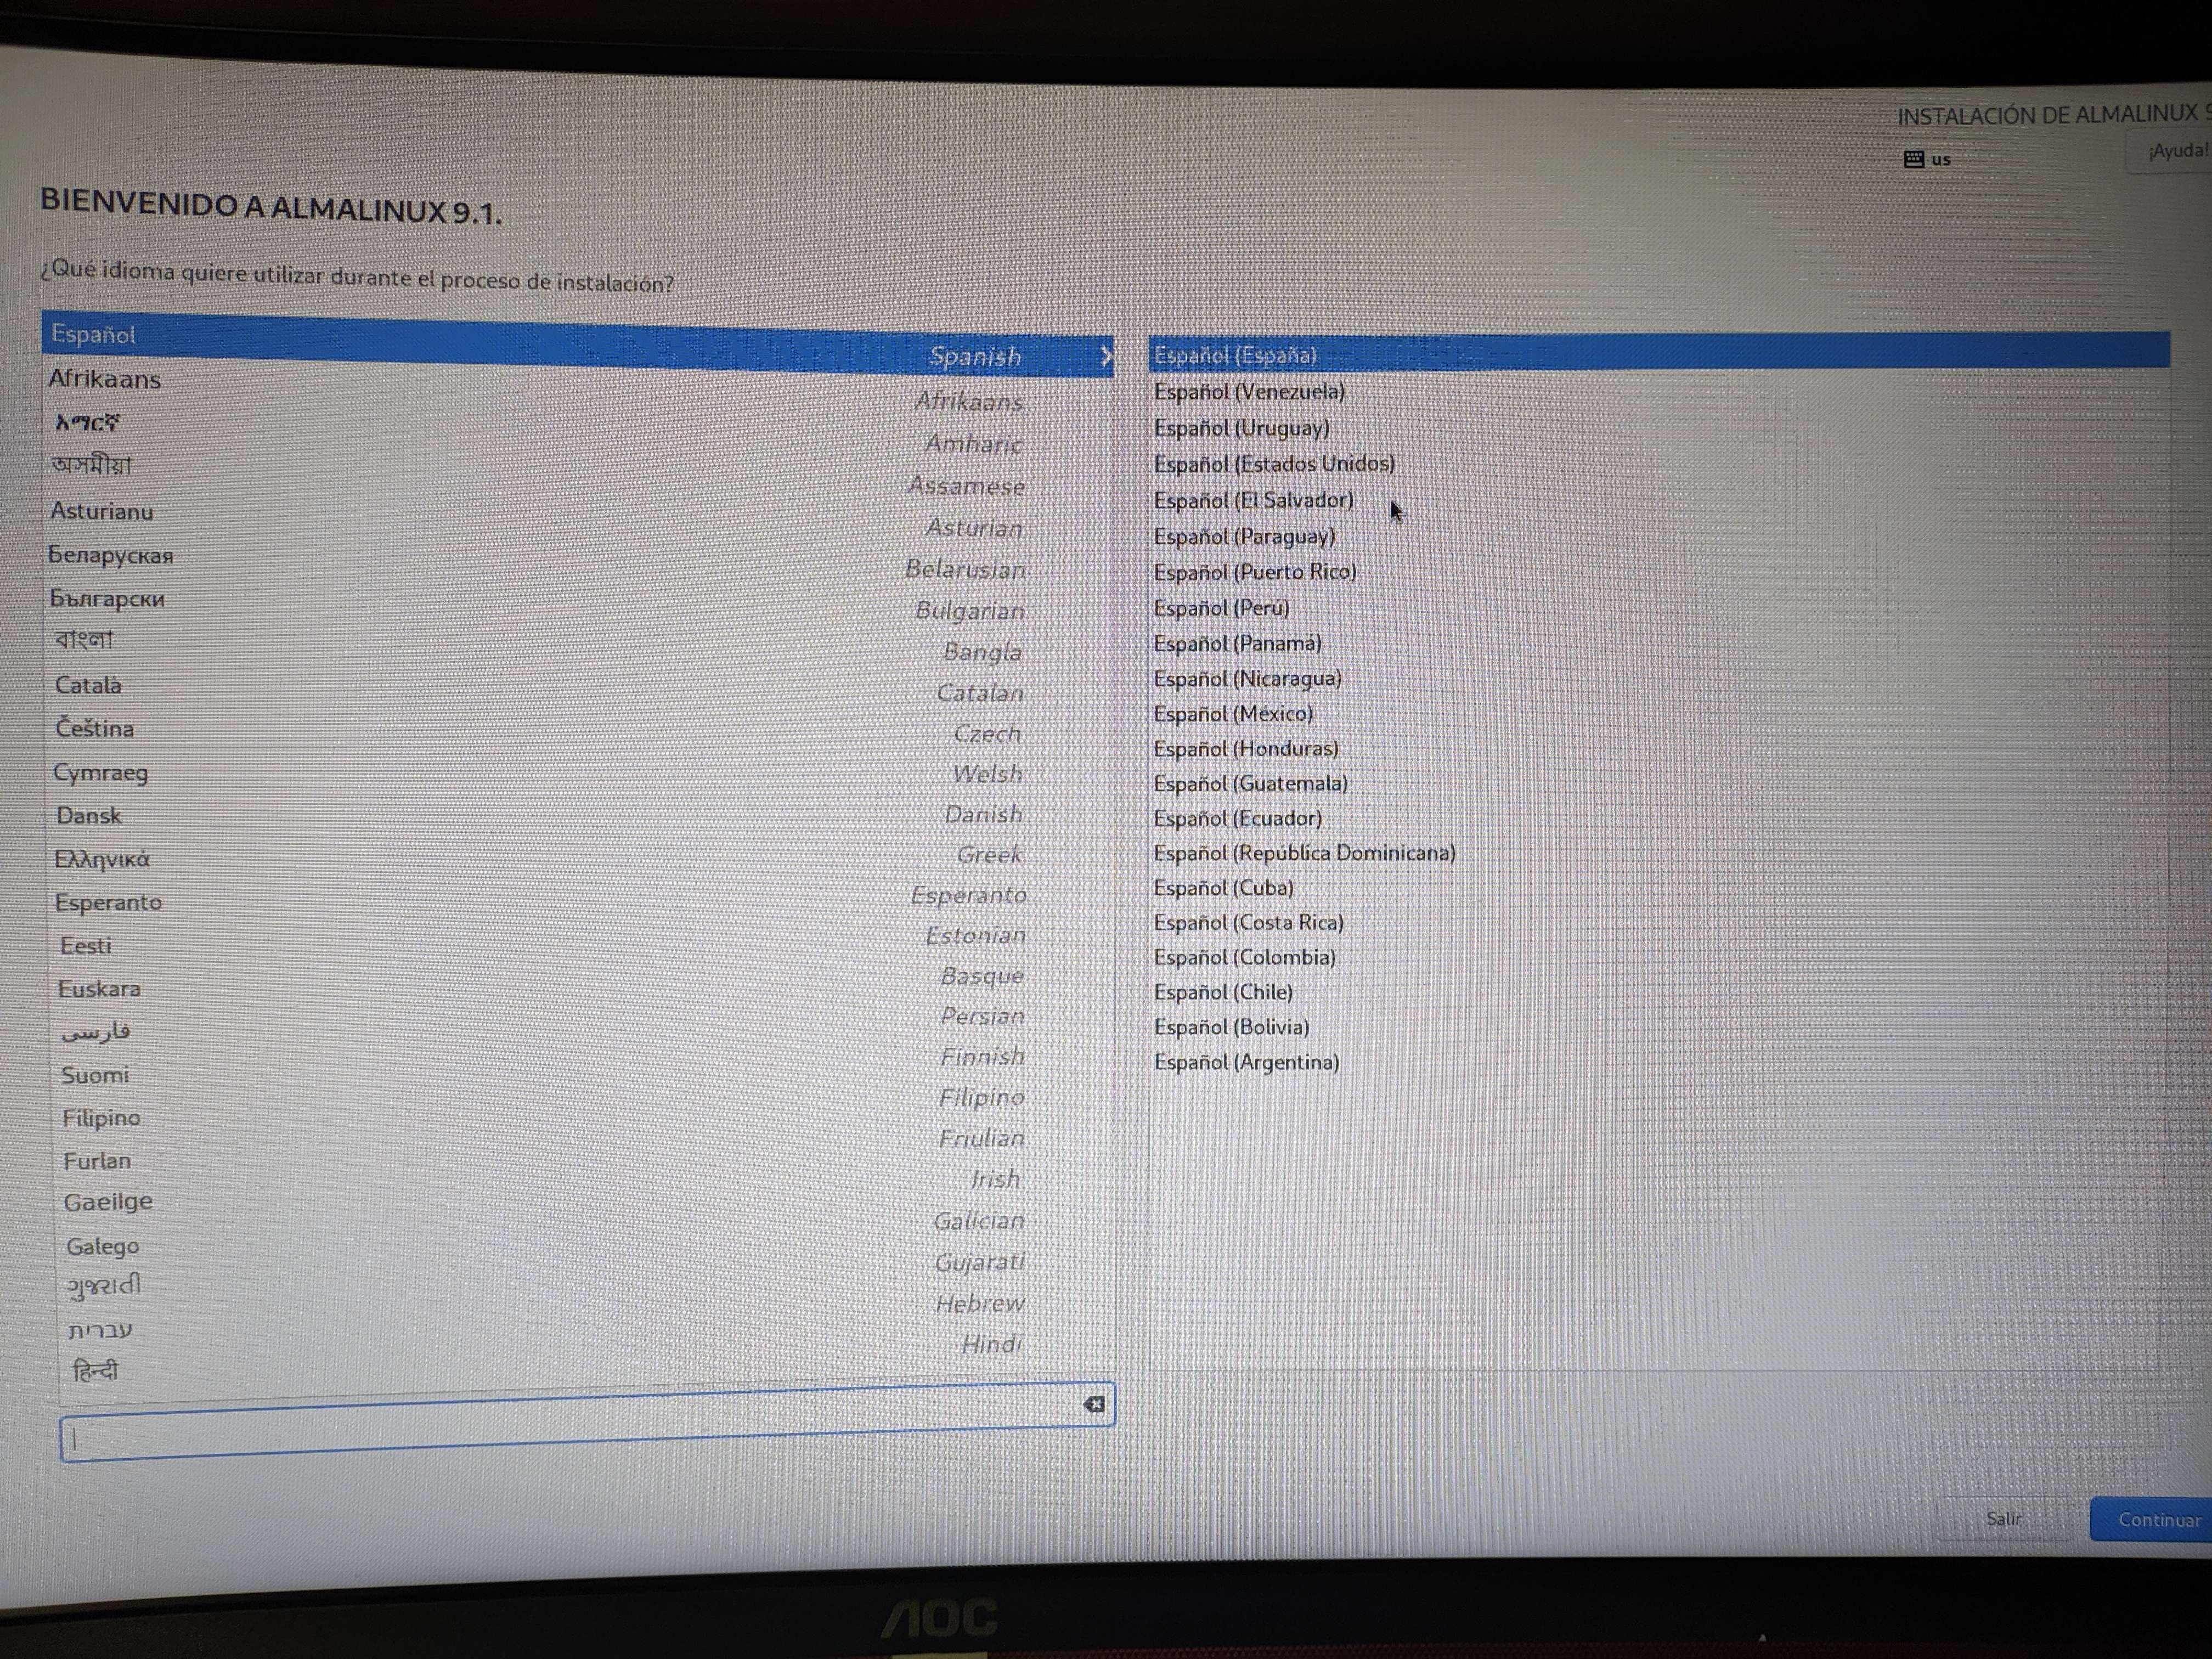 INSTALACIÓN DE ALMALINUX
us
¡Ayuda!
BIENVENIDO A ALMALINUX 9.1.
¿Qué idioma quiere utilizar durante el proceso de instalación?
Español Spanish
Afrikaans Afrikaans
አማርኛ Amharic
অসমীয়া Assamese
Asturianu Asturian
Беларуская Belarusian
Български Bulgarian
বাংলা Bangla
Català Catalan
Čeština Czech
Cymraeg Welsh
Dansk Danish
Ελληνικά Greek
Esperanto Esperanto
Eesti Estonian
Euskara Basque
فارسی Persian
Suomi Finnish
Filipino Filipino
Furlan Friulian
Gaeilge Irish
Galego Galician
ગુજરાતી Gujarati
עברית Hebrew
हिन्दी Hindi
Español (España)
Español (Venezuela)
Español (Uruguay)
Español (Estados Unidos)
Español (El Salvador)
Español (Paraguay)
Español (Puerto Rico)
Español (Perú)
Español (Panamá)
Español (Nicaragua)
Español (México)
Español (Honduras)
Español (Guatemala)
Español (Ecuador)
Español (República Dominicana)
Español (Cuba)
Español (Costa Rica)
Español (Colombia)
Español (Chile)
Español (Bolivia)
Español (Argentina)
Salir
Continuar
AOC